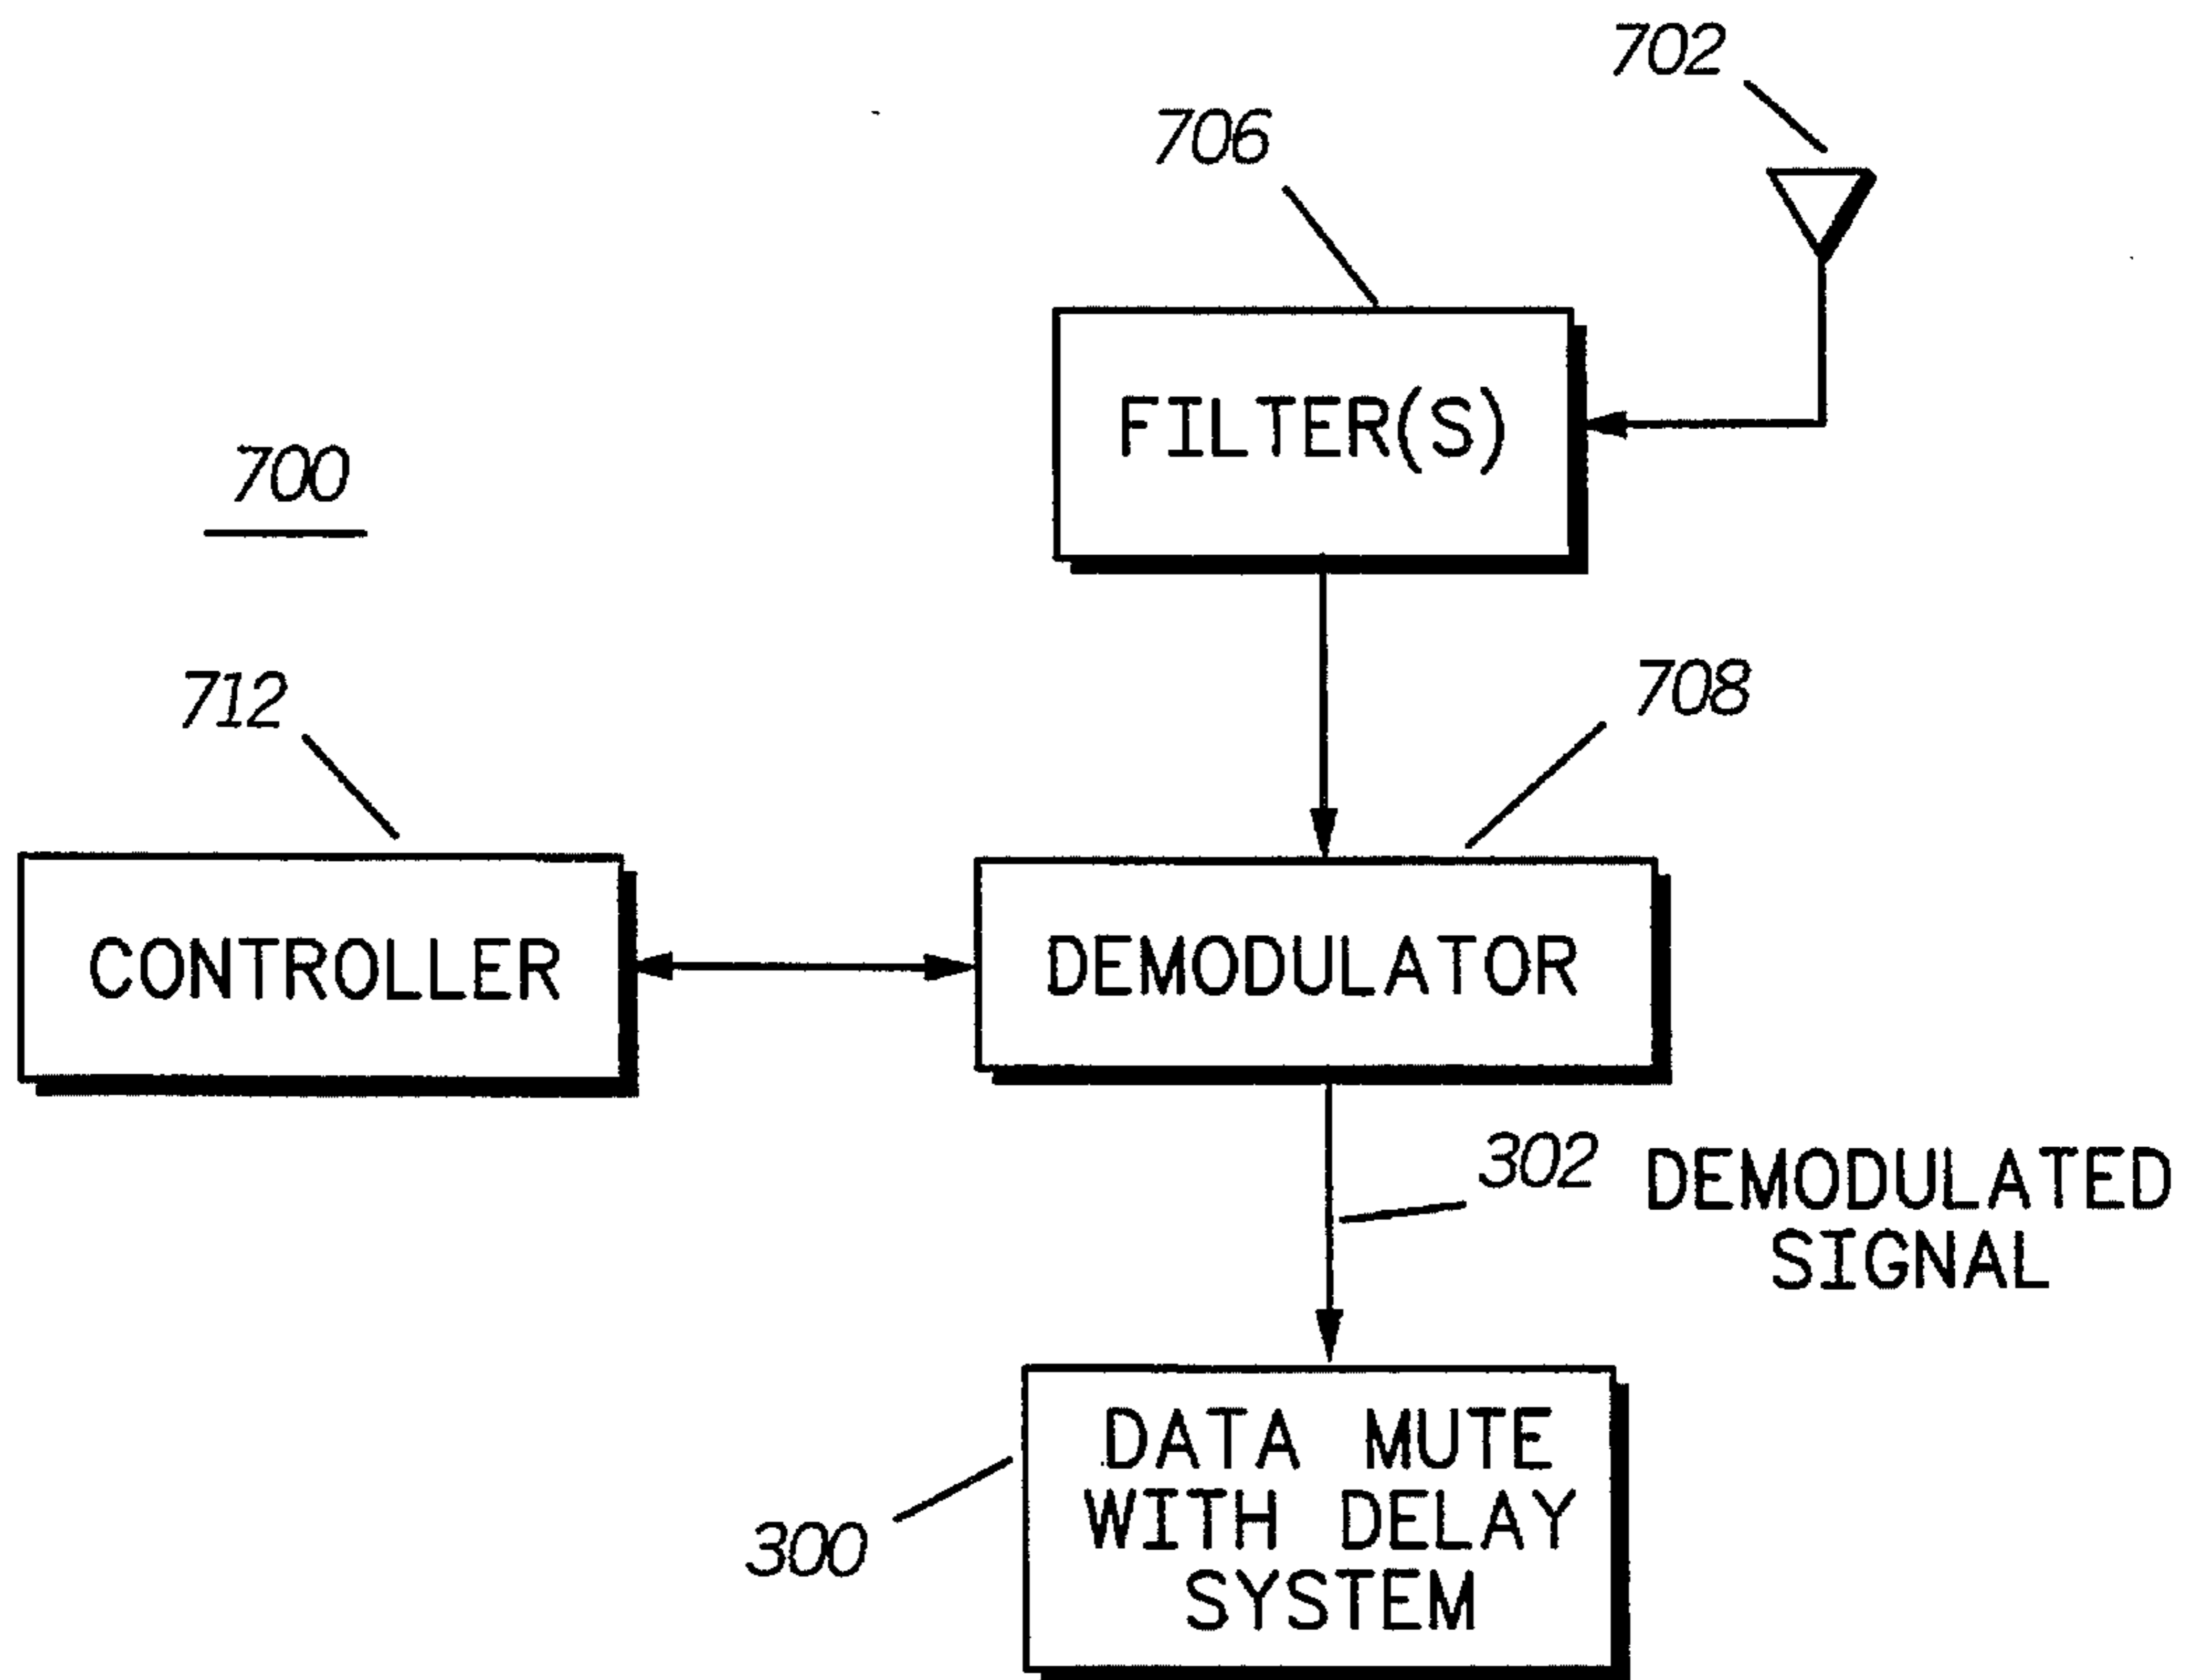 702
706
FILTER(S)
700
712
708
CONTROLLER
DEMODULATOR
302
DEMODULATED
SIGNAL
DATA MUTE
WITH DELAY
SYSTEM
300